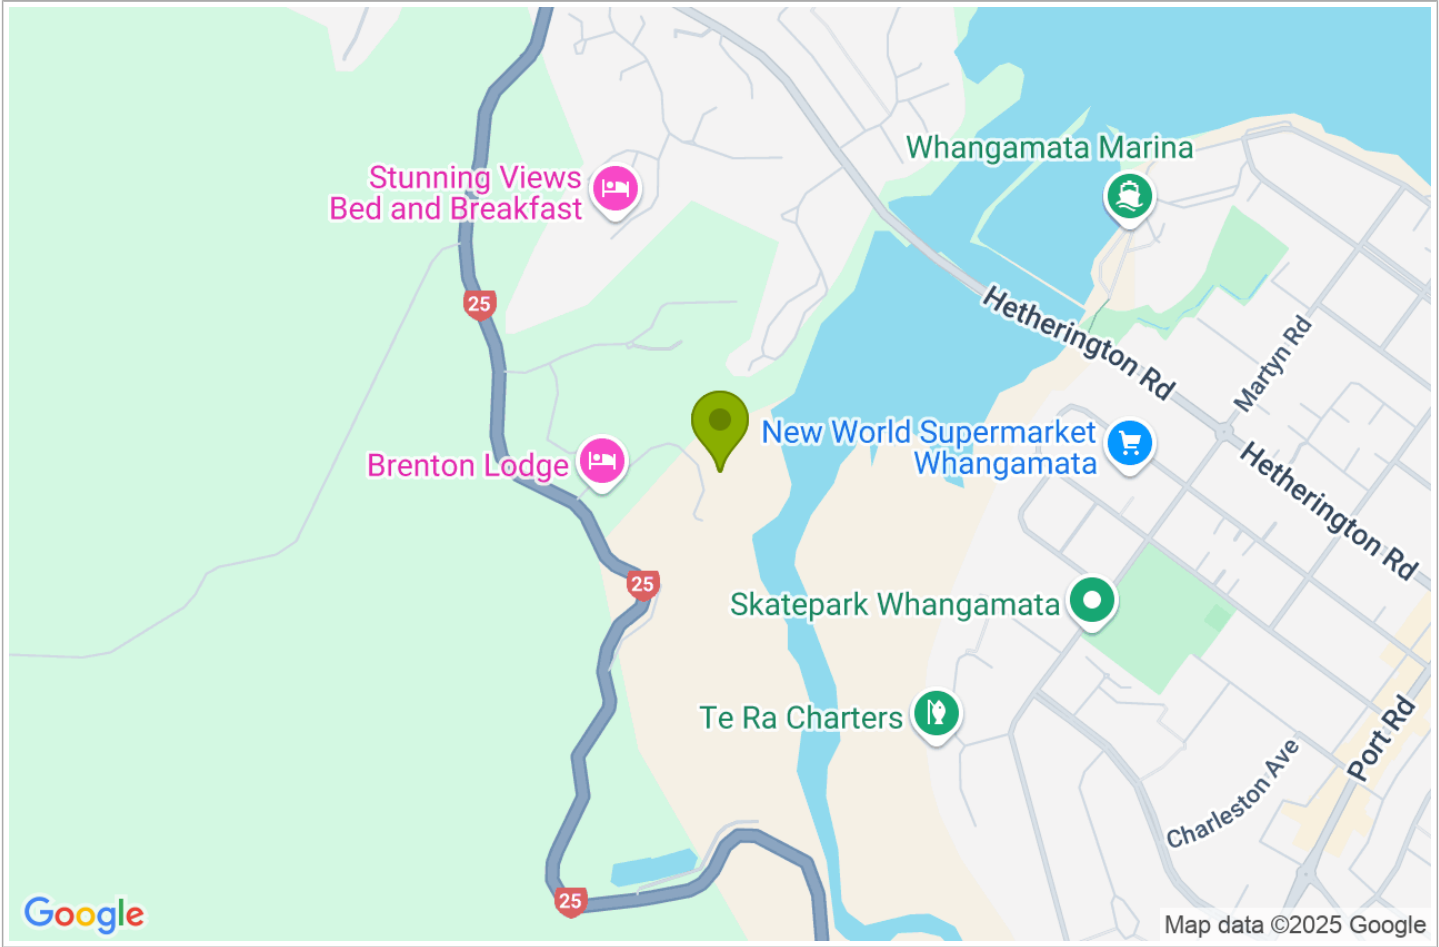 Whangamata Marina
Stunning Views
Bed and Breakfast
25
Hetherington Rd
Martyn Rd
New World Supermarket
Whangamata
Brenton Lodge
Hetherington Rd
25
Skatepark Whangamata
Te Ra Charters
Port Rd
Charleston Ave
25
Google
Map data ©2025 Google